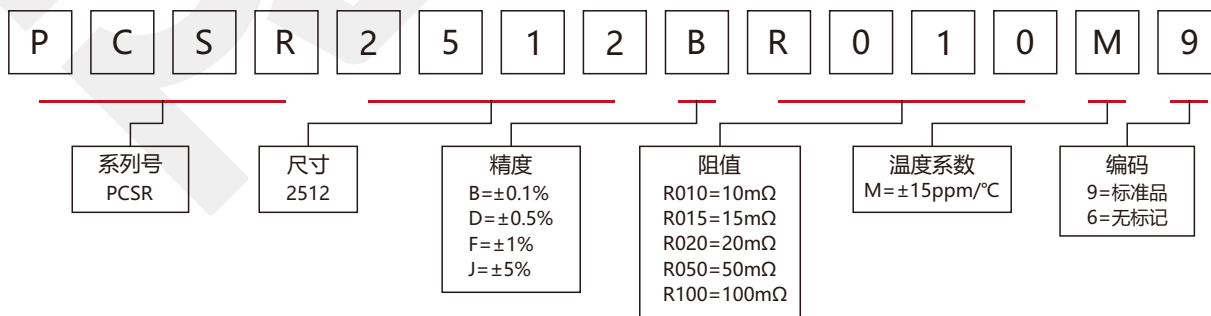 P C S R 2 5 1 2 B R 0 1 0 M 9
系列号
PCSR
尺寸
2512
精度
B=±0.1%
D=±0.5%
F=±1%
J=±5%
阻值
R010=10mΩ
R015=15mΩ
R020=20mΩ
R050=50mΩ
R100=100mΩ
温度系数
M=±15ppm/℃
编码
9=标准品
6=无标记